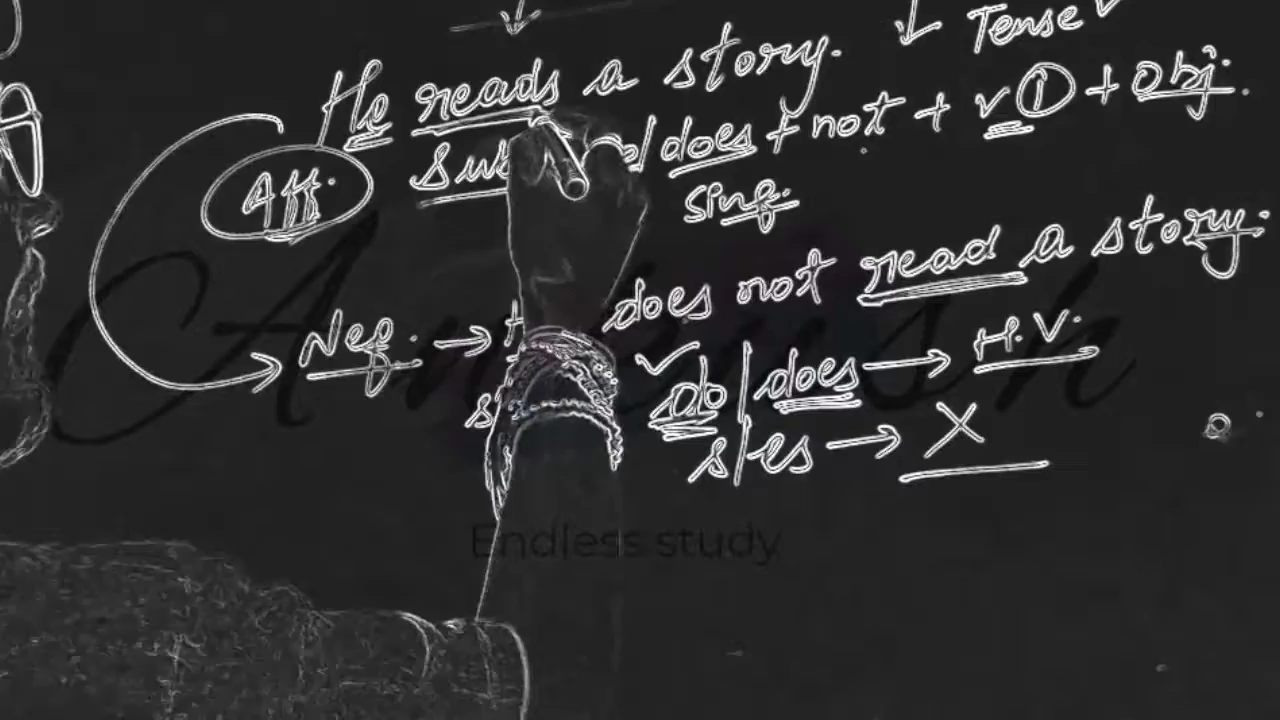 Tense
He reads a story.
Aff.
does + not + v① + obj.
sing.
does not read a story.
Neg. →
do | does → H.V.
s/es → X
Endless study